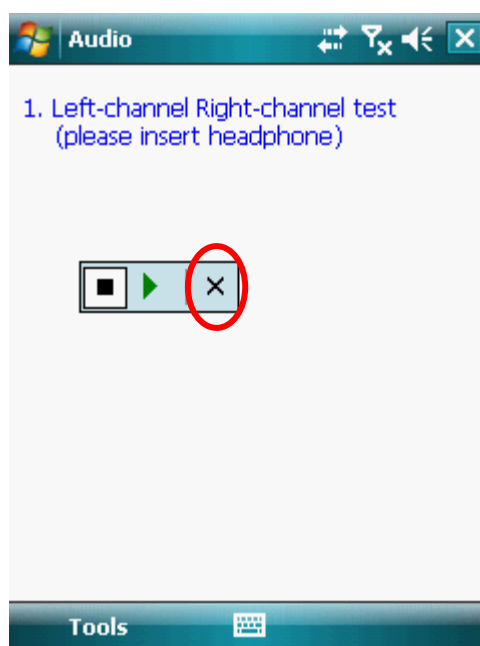 Audio
1. Left-channel Right-channel test
(please insert headphone)
Tools